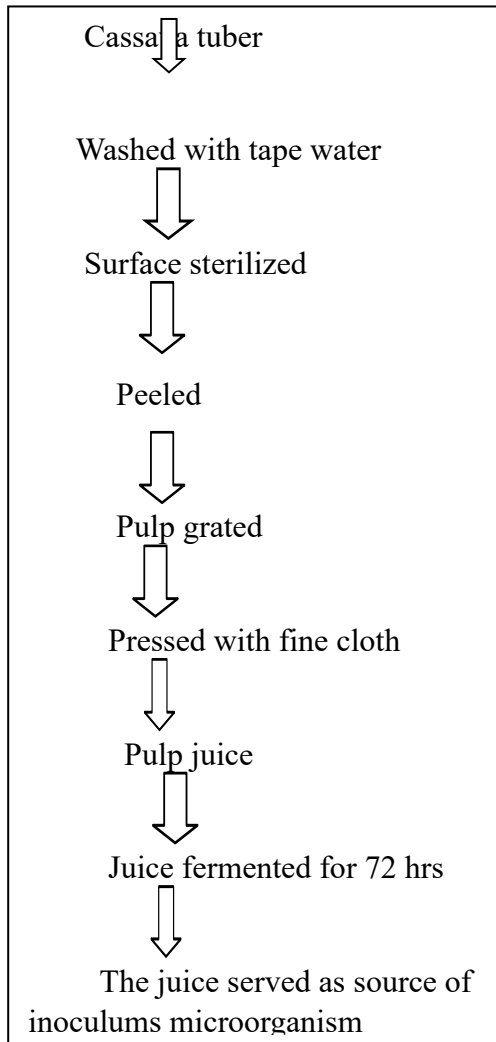 Cassava tuber
Washed with tape water
Surface sterilized
Peeled
Pulp grated
Pressed with fine cloth
Pulp juice
Juice fermented for 72 hrs
The juice served as source of
inoculums microorganism